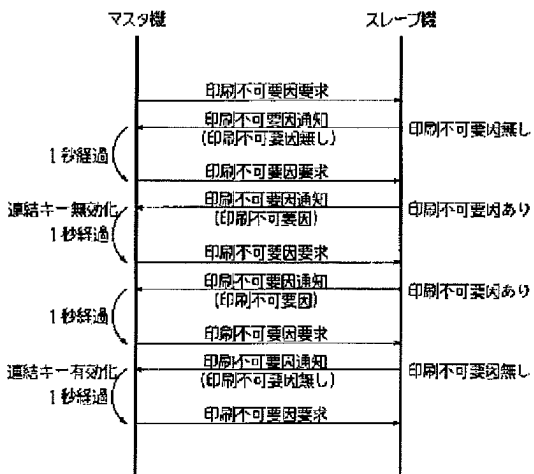 マスタ機 スレーブ機
印刷不可要因要求
印刷不可要因通知
(印刷不可要因無し)
印刷不可要因無し
1秒経過
印刷不可要因要求
連結キー無効化
印刷不可要因通知
(印刷不可要因)
印刷不可要因あり
1秒経過
印刷不可要因要求
印刷不可要因通知
(印刷不可要因)
印刷不可要因あり
1秒経過
印刷不可要因要求
連結キー有効化
印刷不可要因通知
(印刷不可要因無し)
印刷不可要因無し
1秒経過
印刷不可要因要求